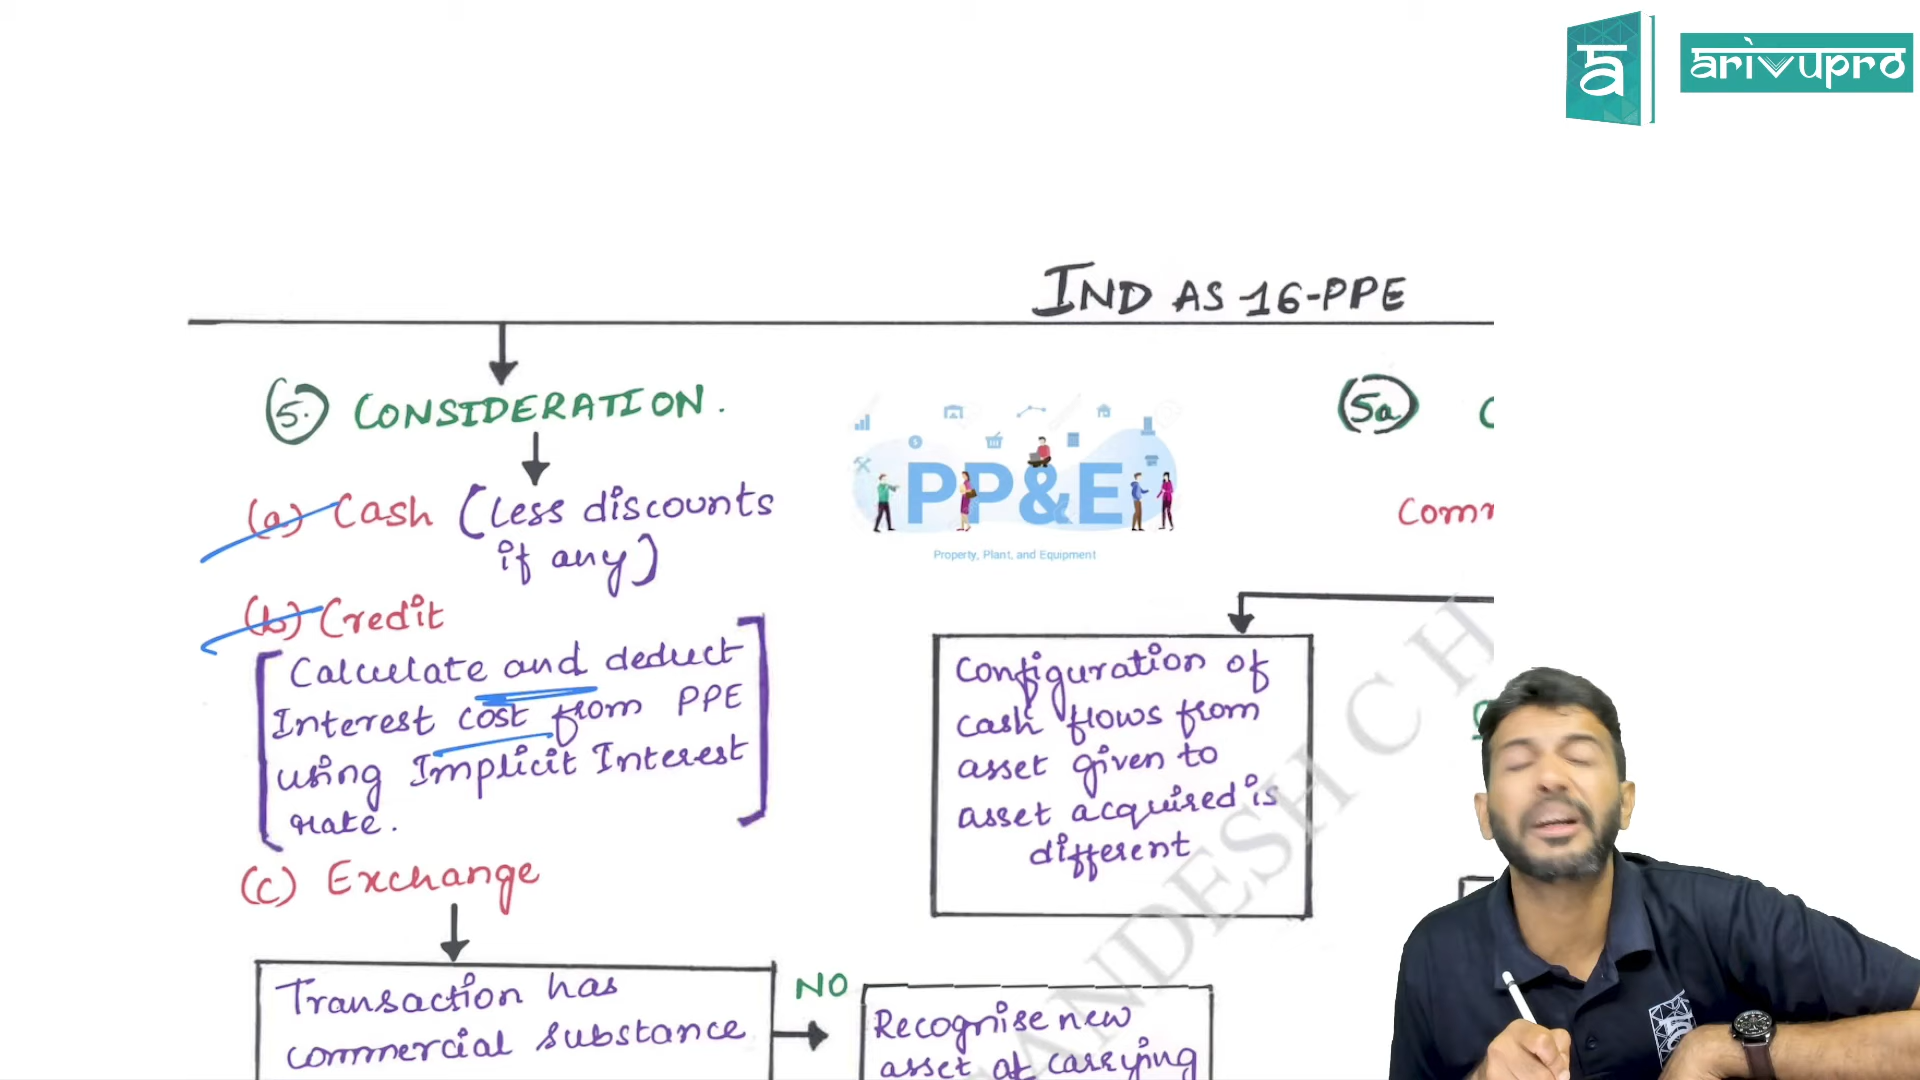 arivupro
IND AS 16-PPE
5. CONSIDERATION.
(a) Cash (less discounts
if any)
(b) Credit
Calculate and deduct
Interest cost from PPE
using Implicit Interest
rate.
(c) Exchange
Transaction has
commercial substance
NO
Recognise new
asset at carrying
PP&E
Property, Plant, and Equipment
5a
Comm
Configuration of
cash flows from
asset given to
asset acquired is
different
ANDESH C H